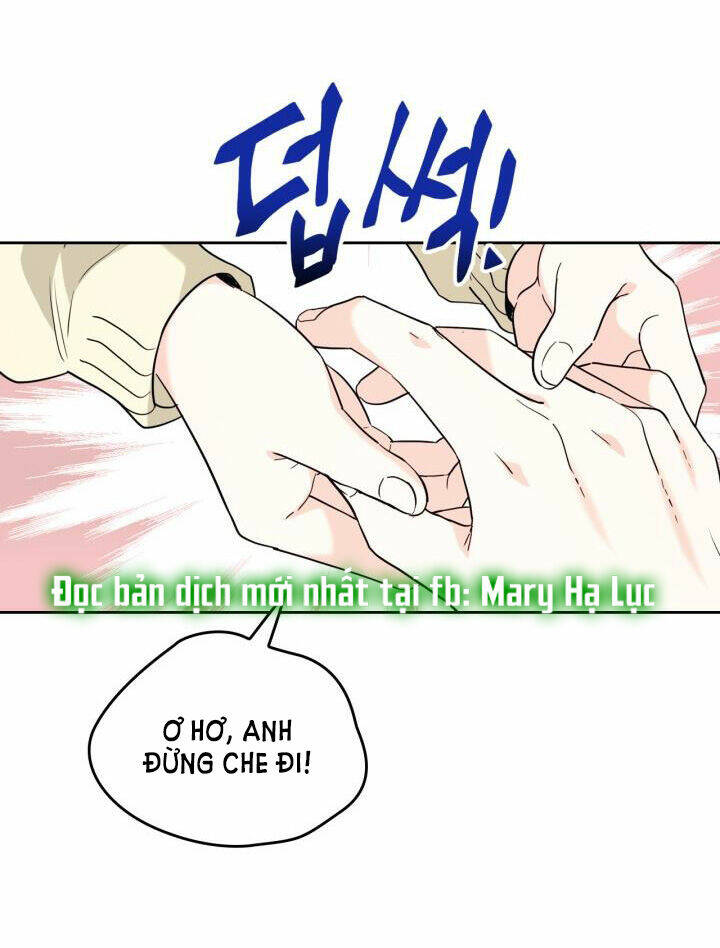 덥썩!
Đọc bản dịch mới nhất tại fb: Mary Hạ Lục
Ơ HƠ, ANH
ĐỪNG CHE ĐI!